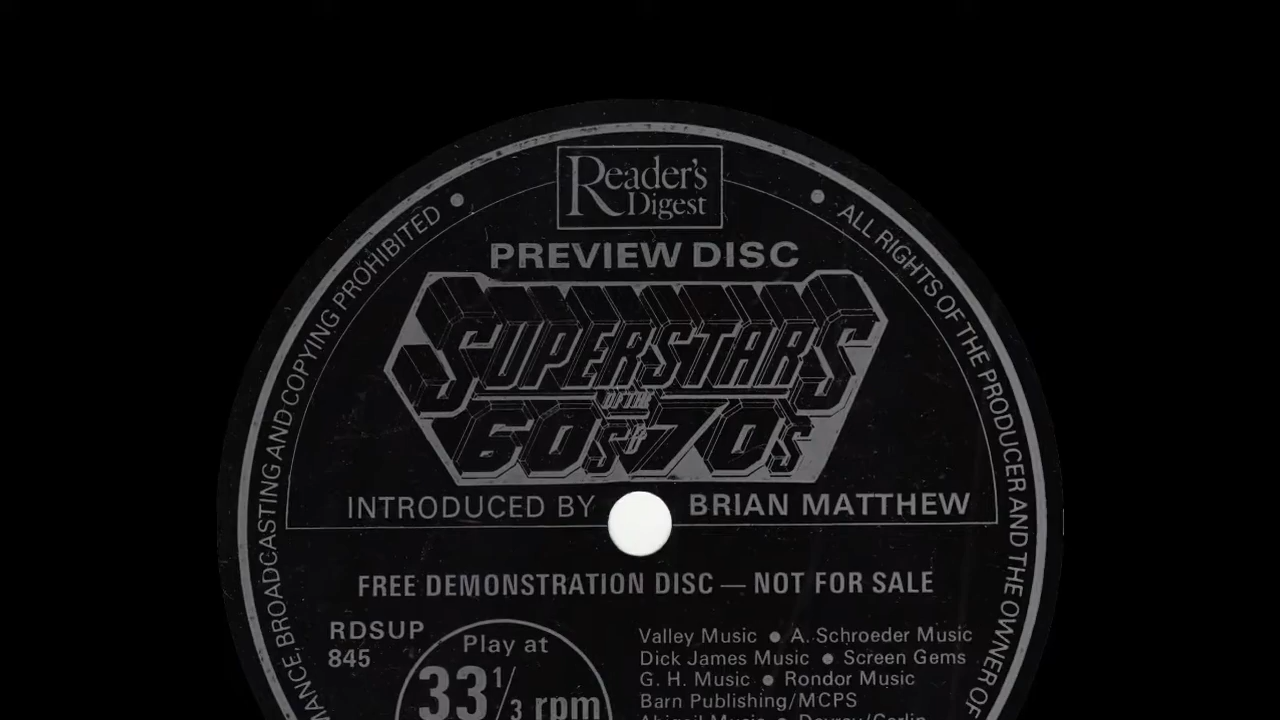 Reader's
Digest
PREVIEW DISC
SUPERSTARS
OF THE
60s & 70s
INTRODUCED BY BRIAN MATTHEW
FREE DEMONSTRATION DISC — NOT FOR SALE
RDSUP
845
Play at
33 1/3 rpm
Valley Music • A. Schroeder Music
Dick James Music • Screen Gems
G. H. Music • Rondor Music
Barn Publishing/MCPS
ALL RIGHTS OF THE PRODUCER AND THE OWNER OF
BROADCASTING AND COPYING PROHIBITED